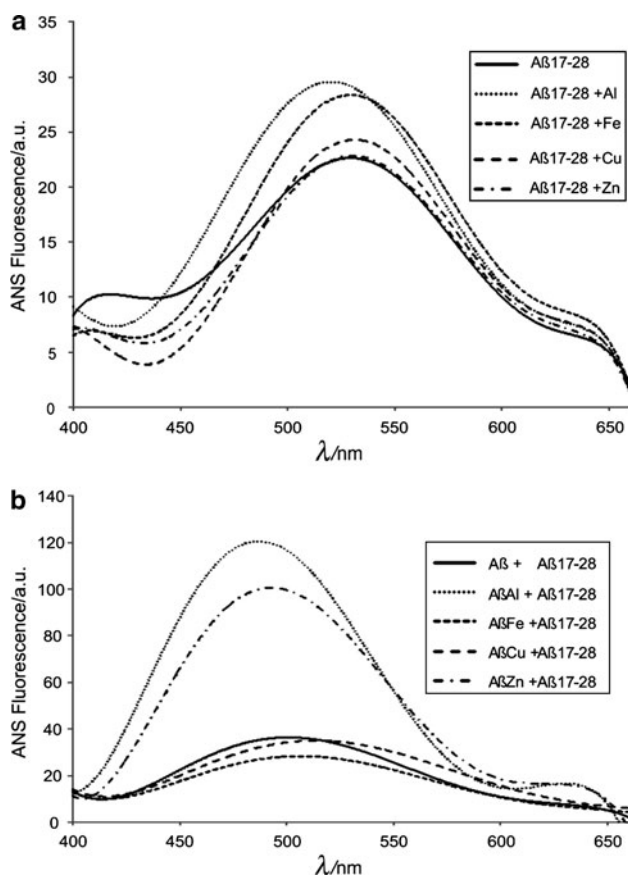 a
ANS Fluorescence/a.u.
35
30
25
20
15
10
5
0
400
450
500
550
600
650
λ/nm
Aß17-28
Aß17-28 +Al
Aß17-28 +Fe
Aß17-28 +Cu
Aß17-28 +Zn
b
ANS Fluorescence/a.u.
140
120
100
80
60
40
20
0
400
450
500
550
600
650
λ/nm
Aß + Aß17-28
AßAl + Aß17-28
AßFe +Aß17-28
AßCu +Aß17-28
AßZn +Aß17-28